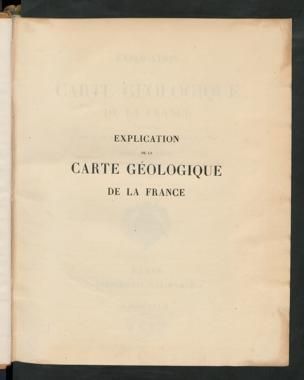 EXPLICATION
DE LA
CARTE GÉOLOGIQUE
DE LA FRANCE